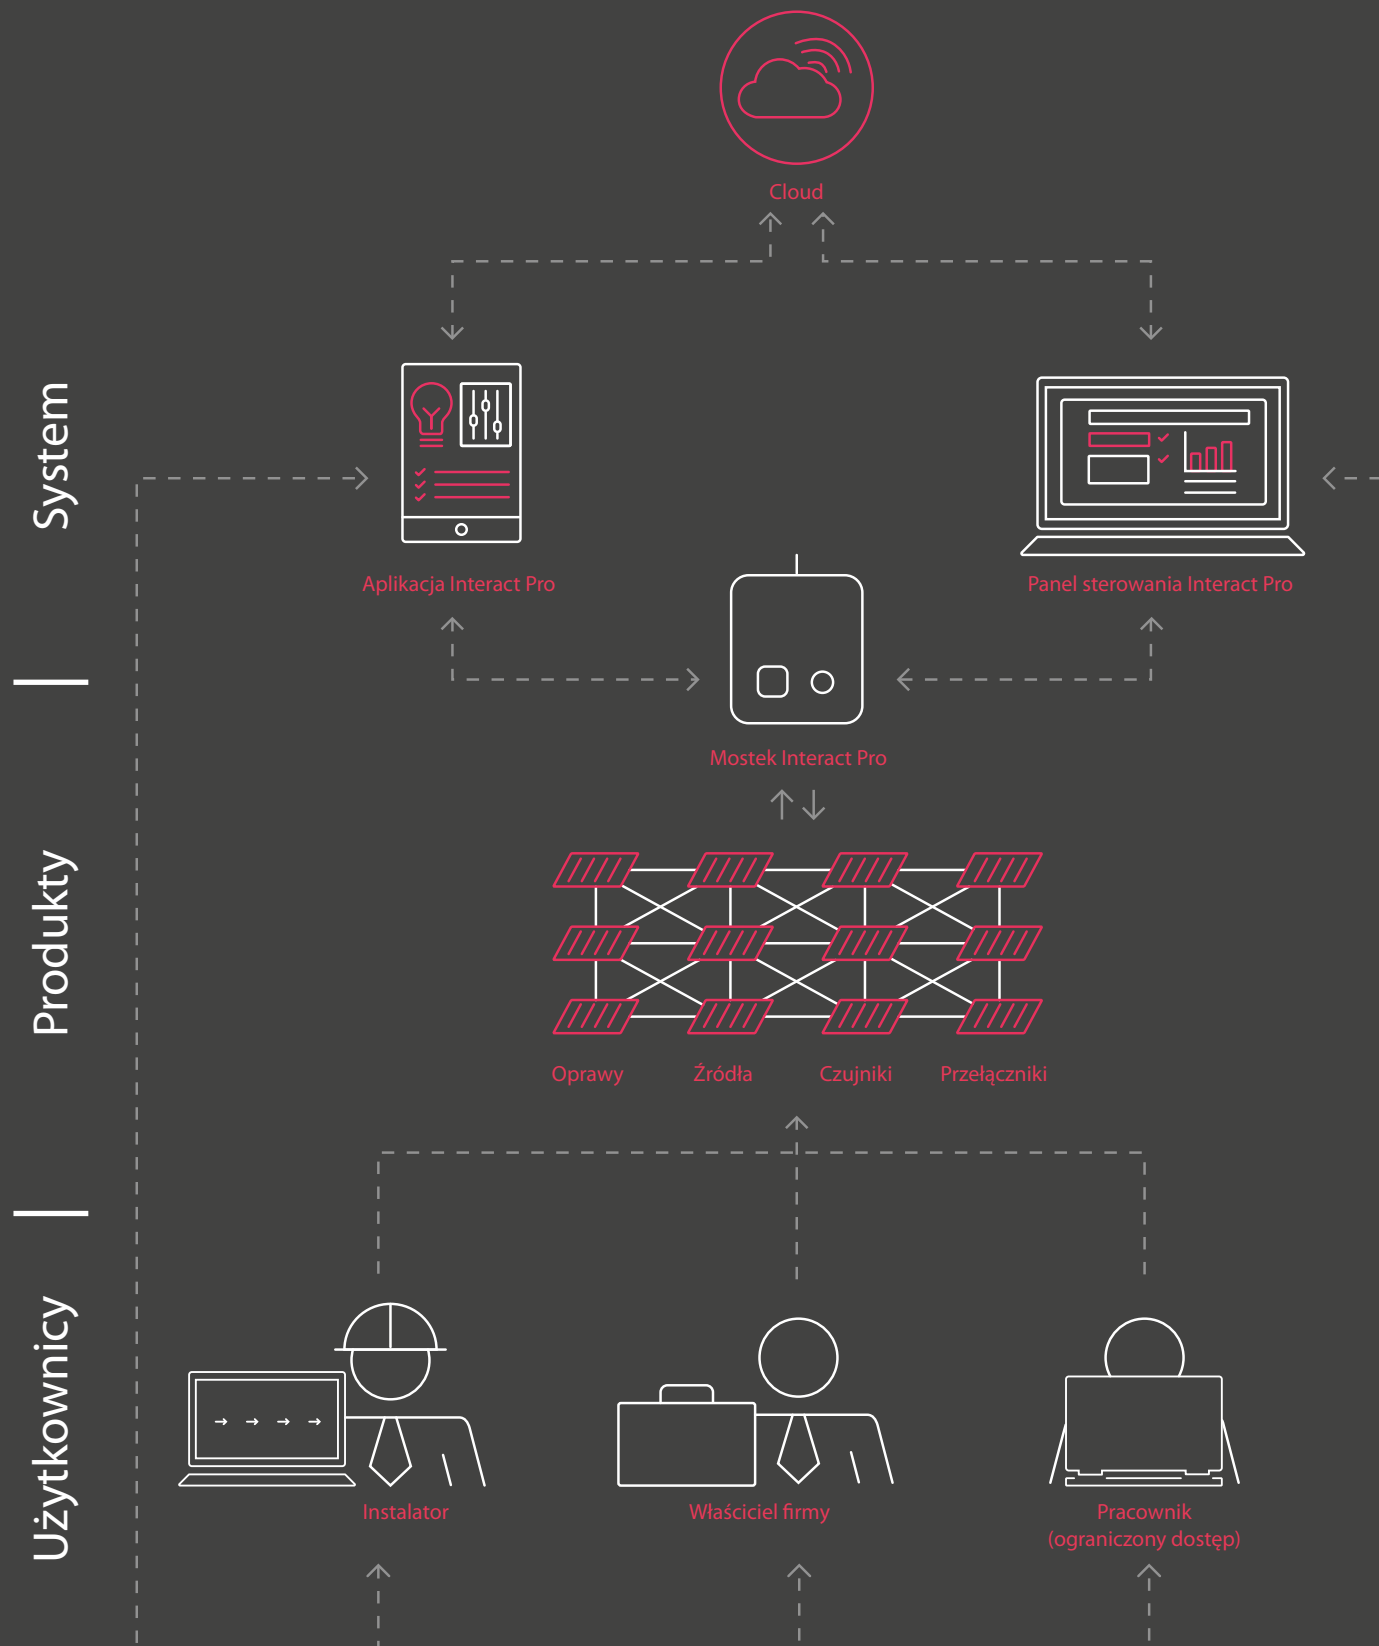 Cloud
System
Aplikacja Interact Pro
Panel sterowania Interact Pro
Mostek Interact Pro
Produkty
Oprawy
Źródła
Czujniki
Przełączniki
Użytkownicy
Instalator
Właściciel firmy
Pracownik
(ograniczony dostęp)